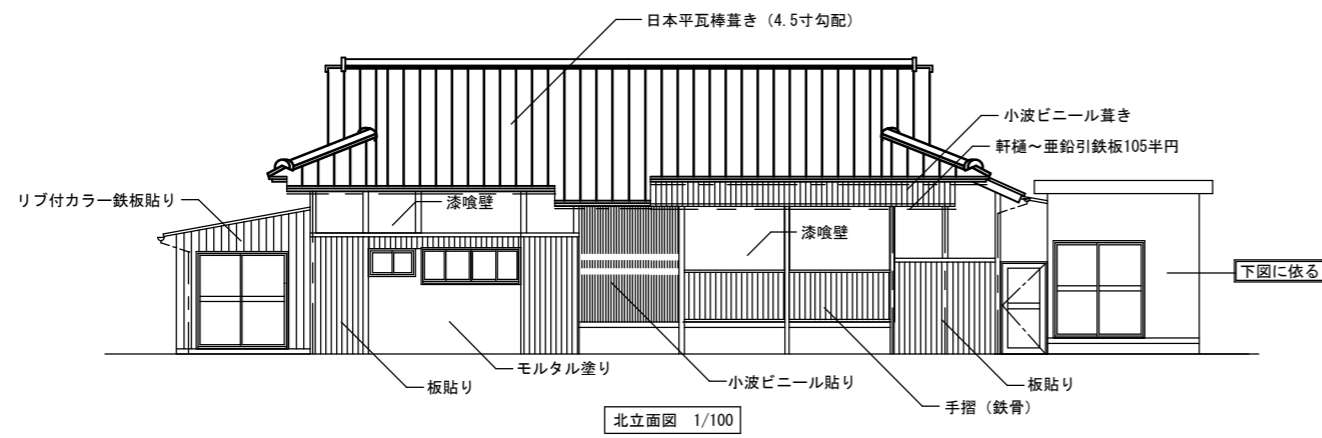 日本平瓦棒葺き（4.5寸勾配）
小波ビニール葺き
軒樋～亜鉛引鉄板105半円
リブ付カラー鉄板貼り
漆喰壁
漆喰壁
下図に依る
モルタル塗り
板貼り
小波ビニール貼り
板貼り
手摺（鉄骨）
北立面図 1/100